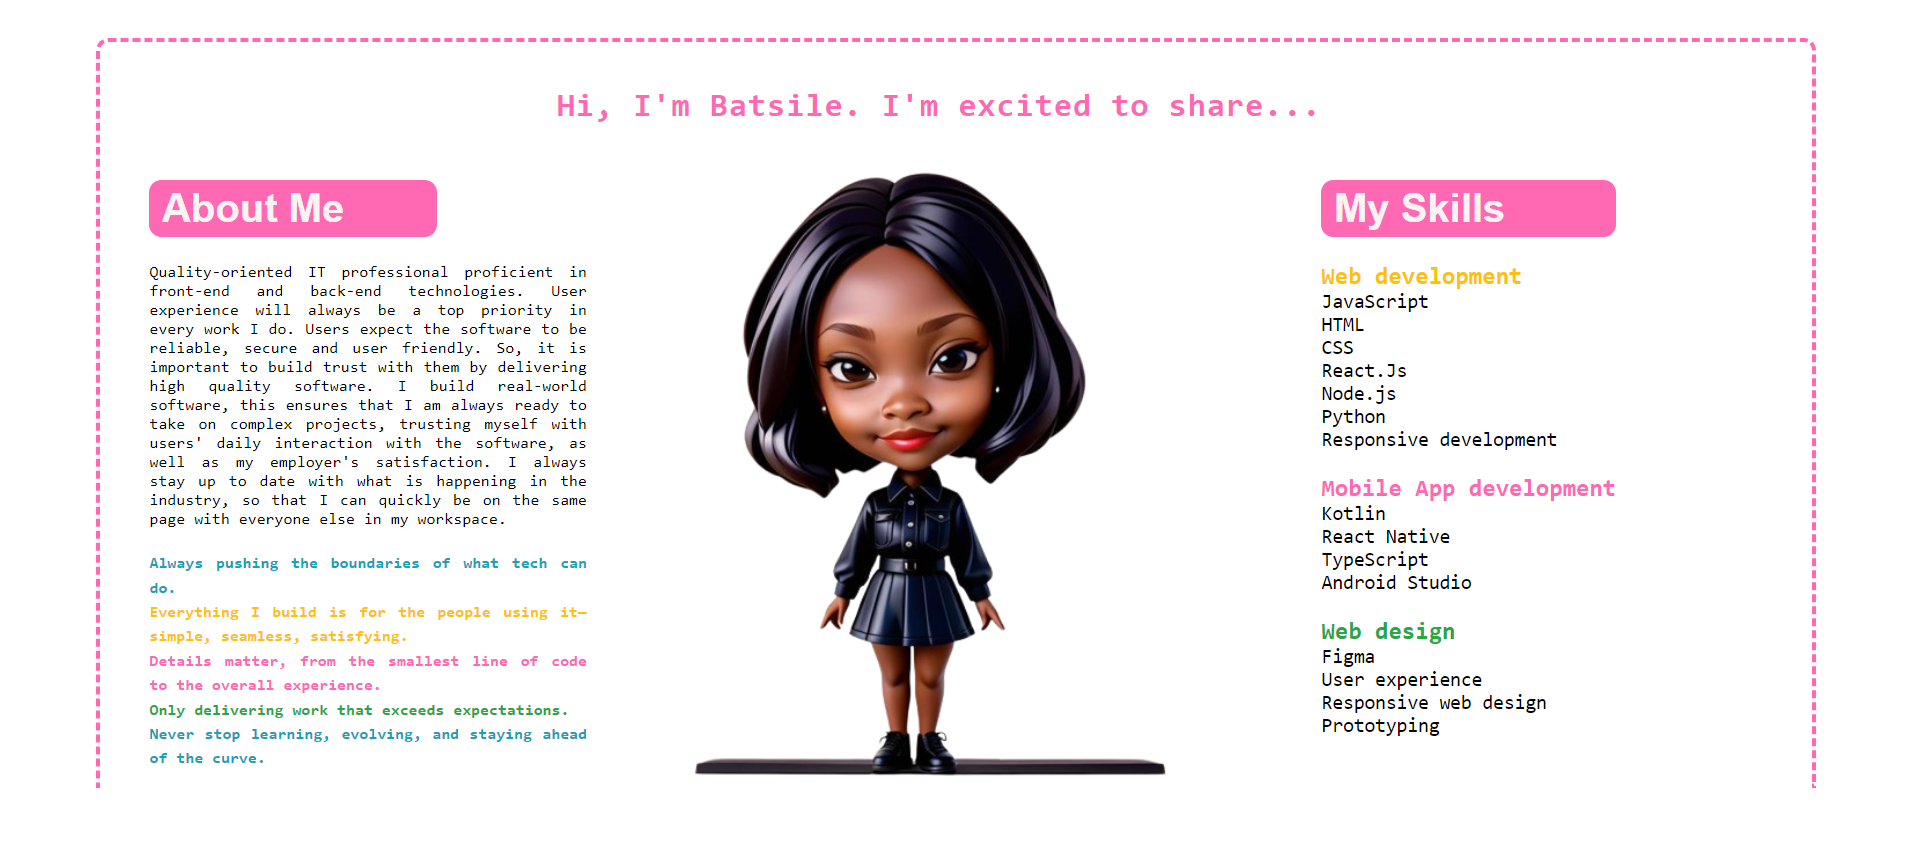 Hi, I'm Batsile. I'm excited to share...
About Me
Quality-oriented IT professional proficient in
front-end and back-end technologies. User
experience will always be a top priority in
every work I do. Users expect the software to be
reliable, secure and user friendly. So, it is
important to build trust with them by delivering
high quality software. I build real-world
software, this ensures that I am always ready to
take on complex projects, trusting myself with
users' daily interaction with the software, as
well as my employer's satisfaction. I always
stay up to date with what is happening in the
industry, so that I can quickly be on the same
page with everyone else in my workspace.
Always pushing the boundaries of what tech can
do.
Everything I build is for the people using it—
simple, seamless, satisfying.
Details matter, from the smallest line of code
to the overall experience.
Only delivering work that exceeds expectations.
Never stop learning, evolving, and staying ahead
of the curve.
My Skills
Web development
JavaScript
HTML
CSS
React.Js
Node.js
Python
Responsive development
Mobile App development
Kotlin
React Native
TypeScript
Android Studio
Web design
Figma
User experience
Responsive web design
Prototyping